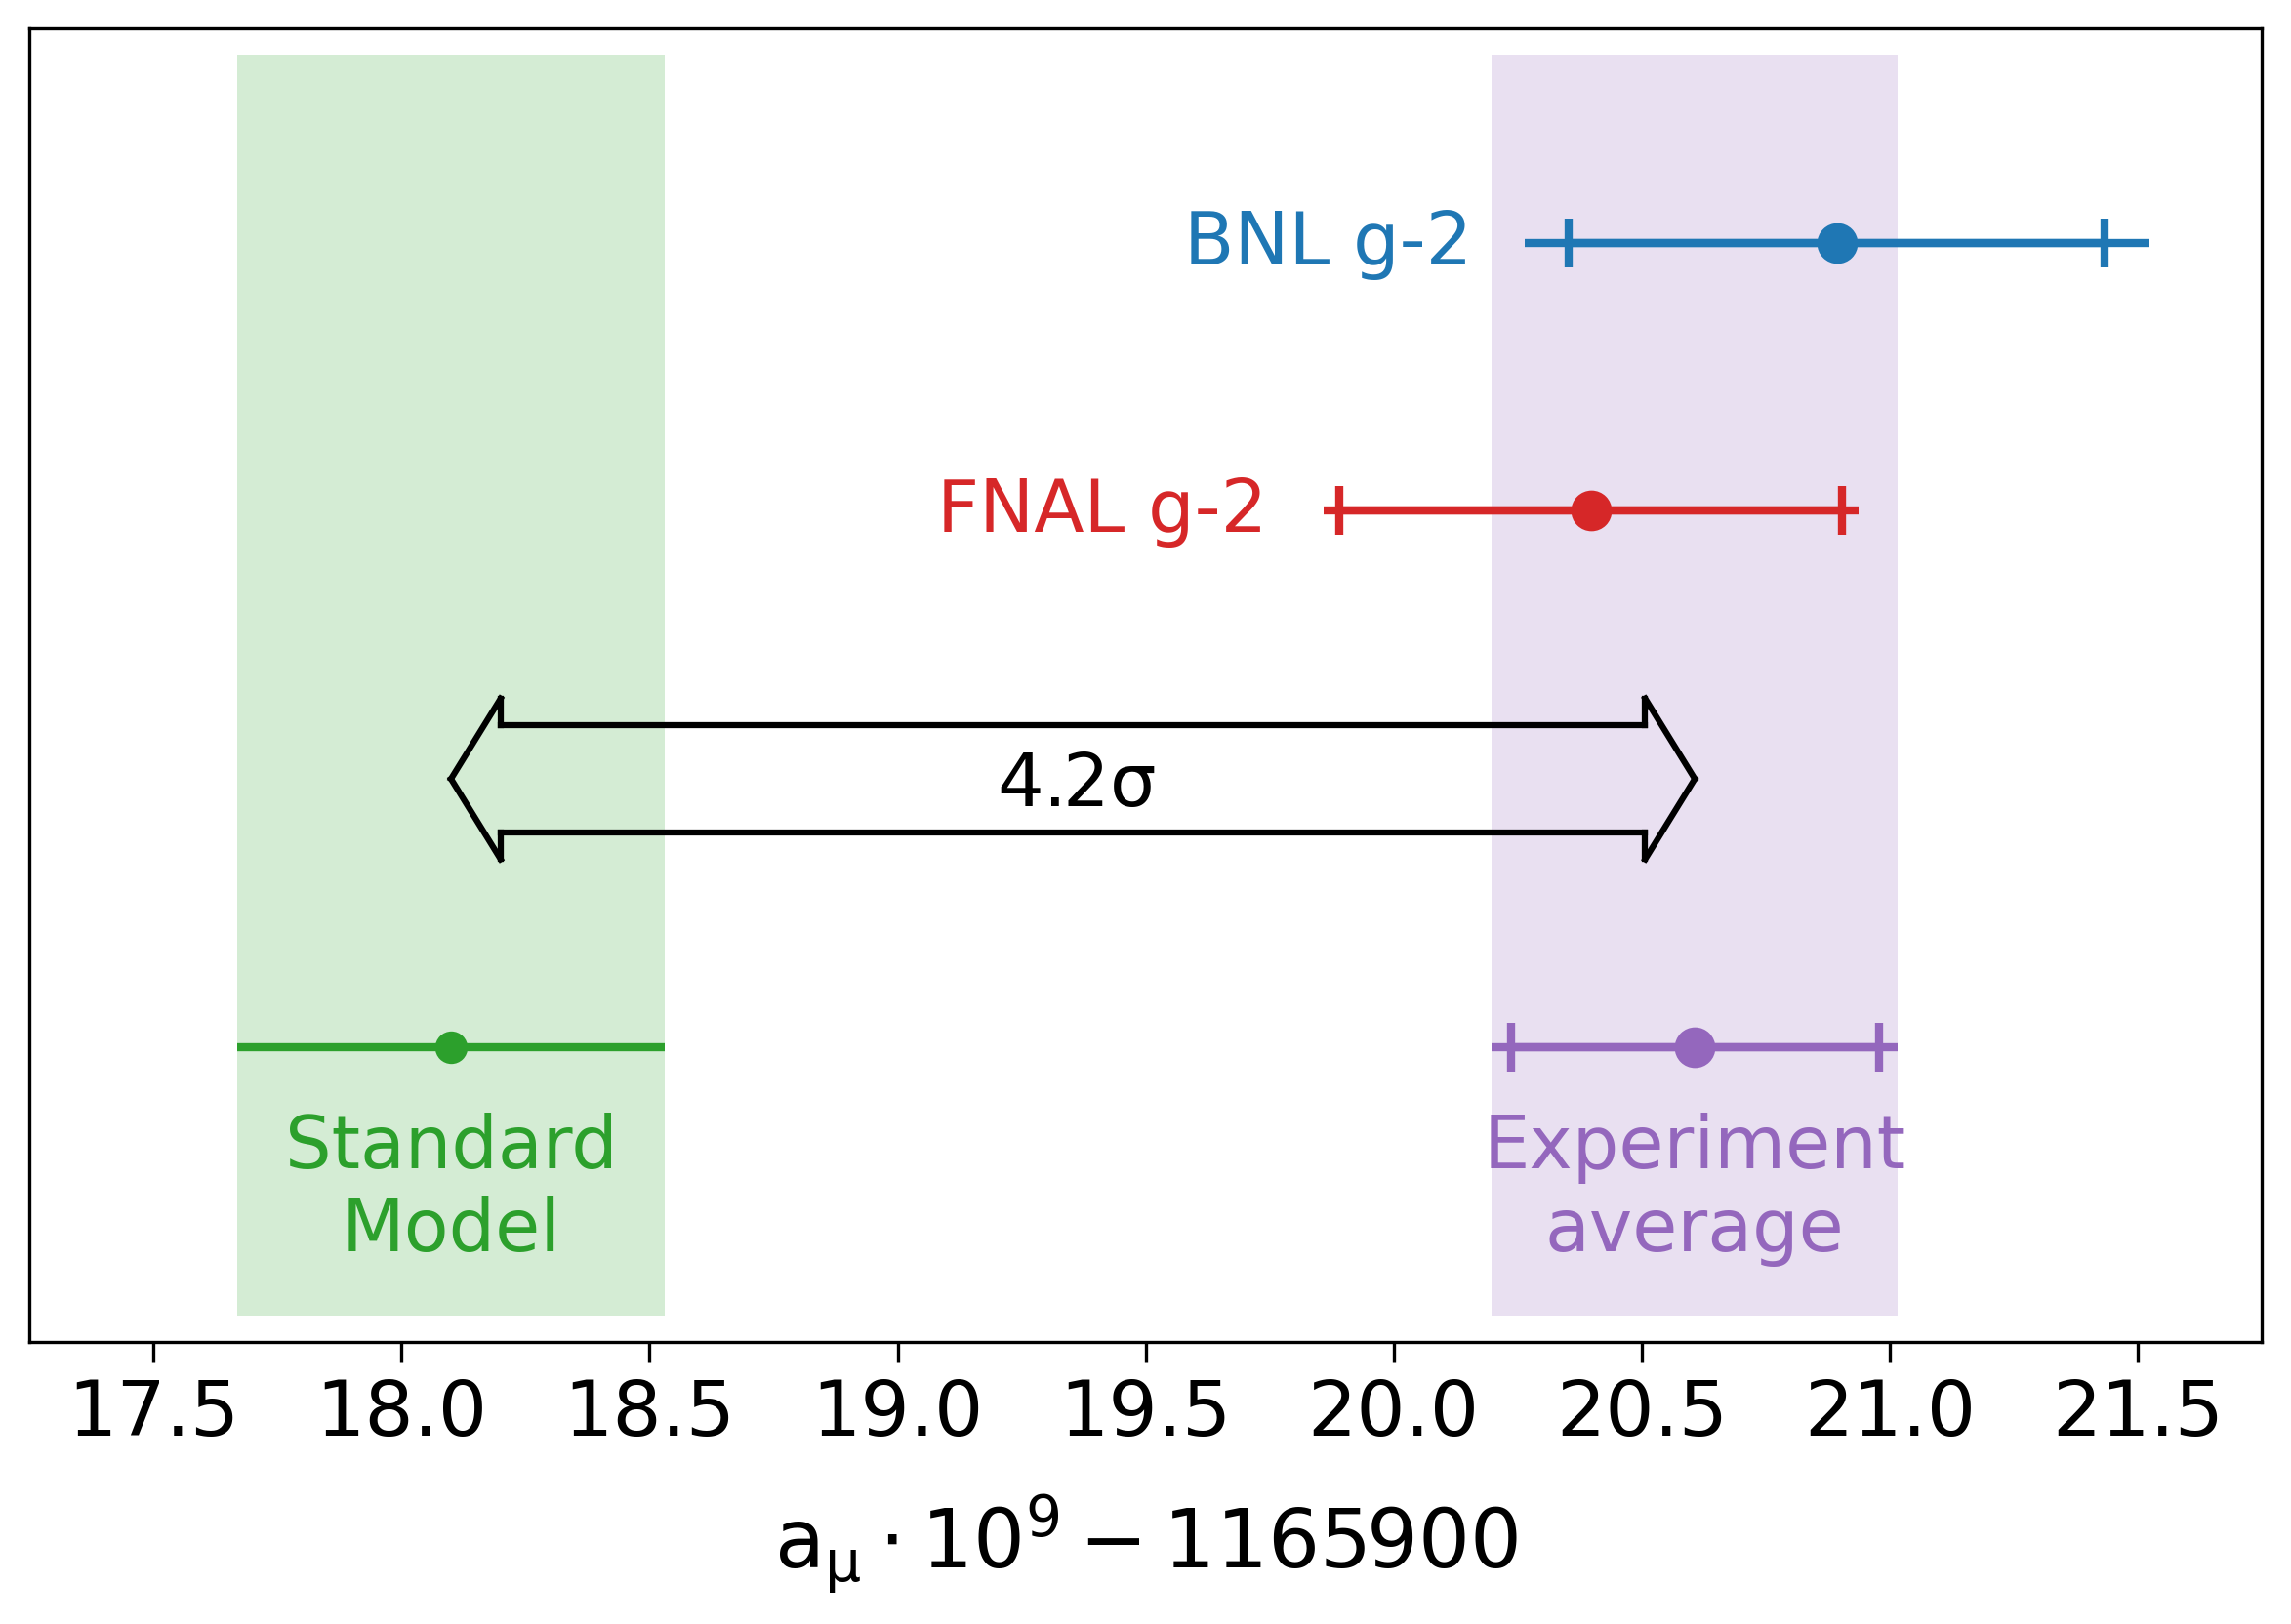 BNL g-2
FNAL g-2
4.2σ
Standard
Model
Experiment
average
17.5 18.0 18.5 19.0 19.5 20.0 20.5 21.0 21.5
aμ · 10⁹ − 1165900